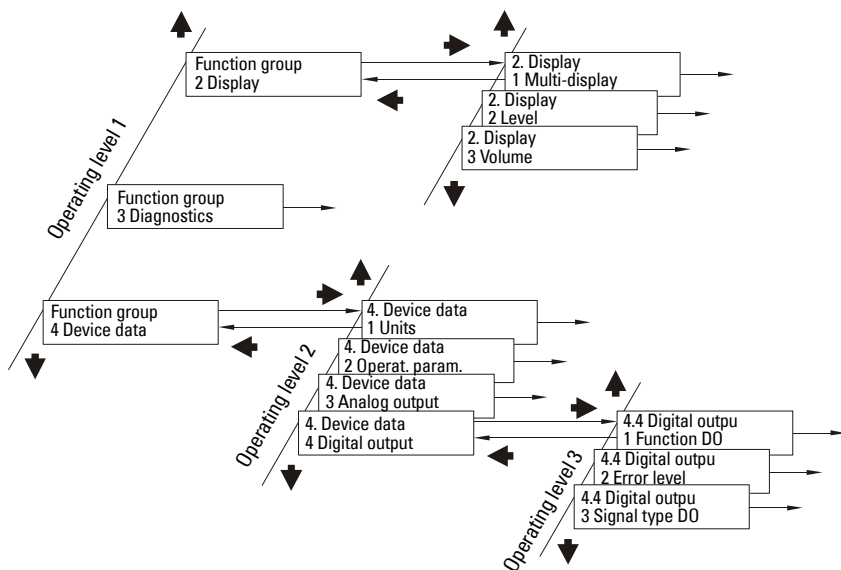 Function group
2 Display
2. Display
1 Multi-display
2. Display
2 Level
2. Display
3 Volume
Operating level 1
Function group
3 Diagnostics
Function group
4 Device data
4. Device data
1 Units
4. Device data
2 Operat. param.
4. Device data
3 Analog output
4. Device data
4 Digital output
Operating level 2
4.4 Digital outpu
1 Function DO
4.4 Digital outpu
2 Error level
4.4 Digital outpu
3 Signal type DO
Operating level 3